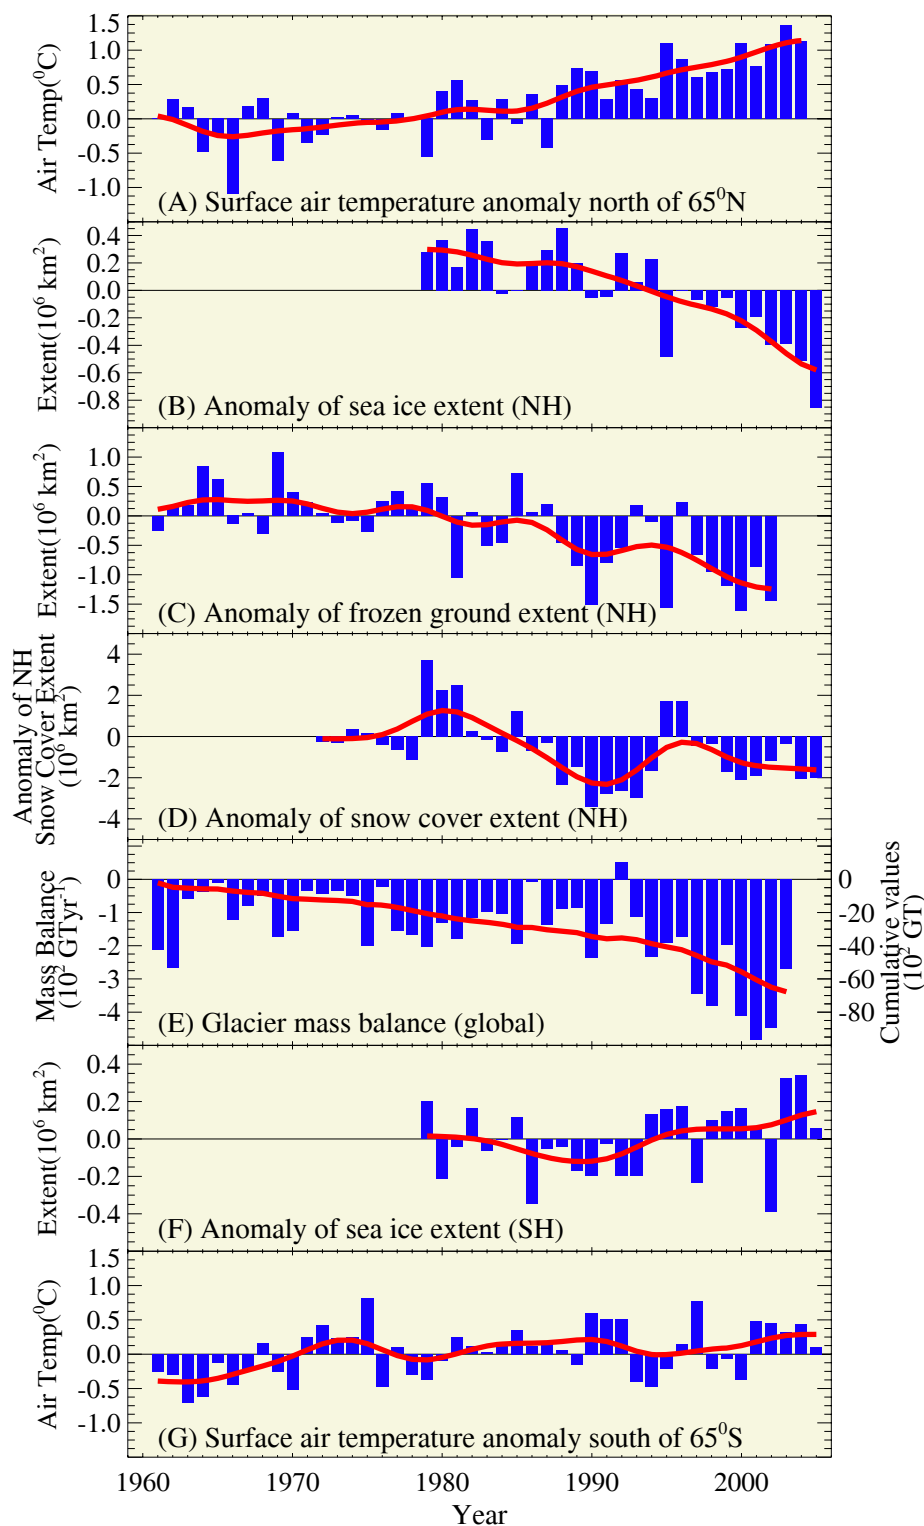 1.5
1.0
0.5
0.0
-0.5
-1.0
Air Temp(⁰C)
(A) Surface air temperature anomaly north of 65⁰N
0.4
0.2
0.0
-0.2
-0.4
-0.6
-0.8
Extent(10⁶ km²)
(B) Anomaly of sea ice extent (NH)
1.0
0.5
0.0
-0.5
-1.0
-1.5
Extent(10⁶ km²)
(C) Anomaly of frozen ground extent (NH)
4
2
0
-2
-4
Anomaly of NH
Snow Cover Extent
(10⁶ km²)
(D) Anomaly of snow cover extent (NH)
0
-1
-2
-3
-4
Mass Balance
(10² GTyr⁻¹)
(E) Glacier mass balance (global)
0
-20
-40
-60
-80
Cumulative values
(10² GT)
0.4
0.2
0.0
-0.2
-0.4
Extent(10⁶ km²)
(F) Anomaly of sea ice extent (SH)
1.5
1.0
0.5
0.0
-0.5
-1.0
Air Temp(⁰C)
(G) Surface air temperature anomaly south of 65⁰S
1960 1970 1980 1990 2000
Year